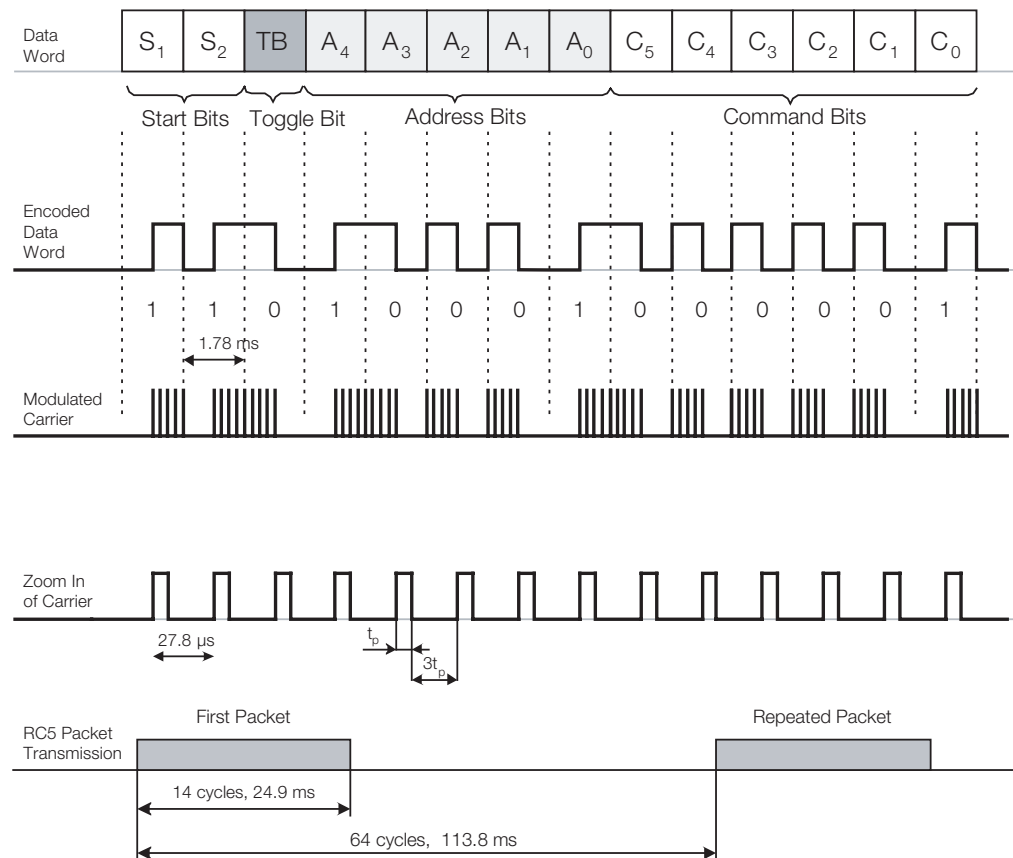 Data Word
S1 S2 TB A4 A3 A2 A1 A0 C5 C4 C3 C2 C1 C0
Start Bits Toggle Bit Address Bits Command Bits
Encoded Data Word
1 1 0 1 0 0 0 1 0 0 0 0 0 1
1.78 ms
Modulated Carrier
Zoom In of Carrier
27.8 µs
tp
3tp
First Packet Repeated Packet
RC5 Packet Transmission
14 cycles, 24.9 ms
64 cycles, 113.8 ms